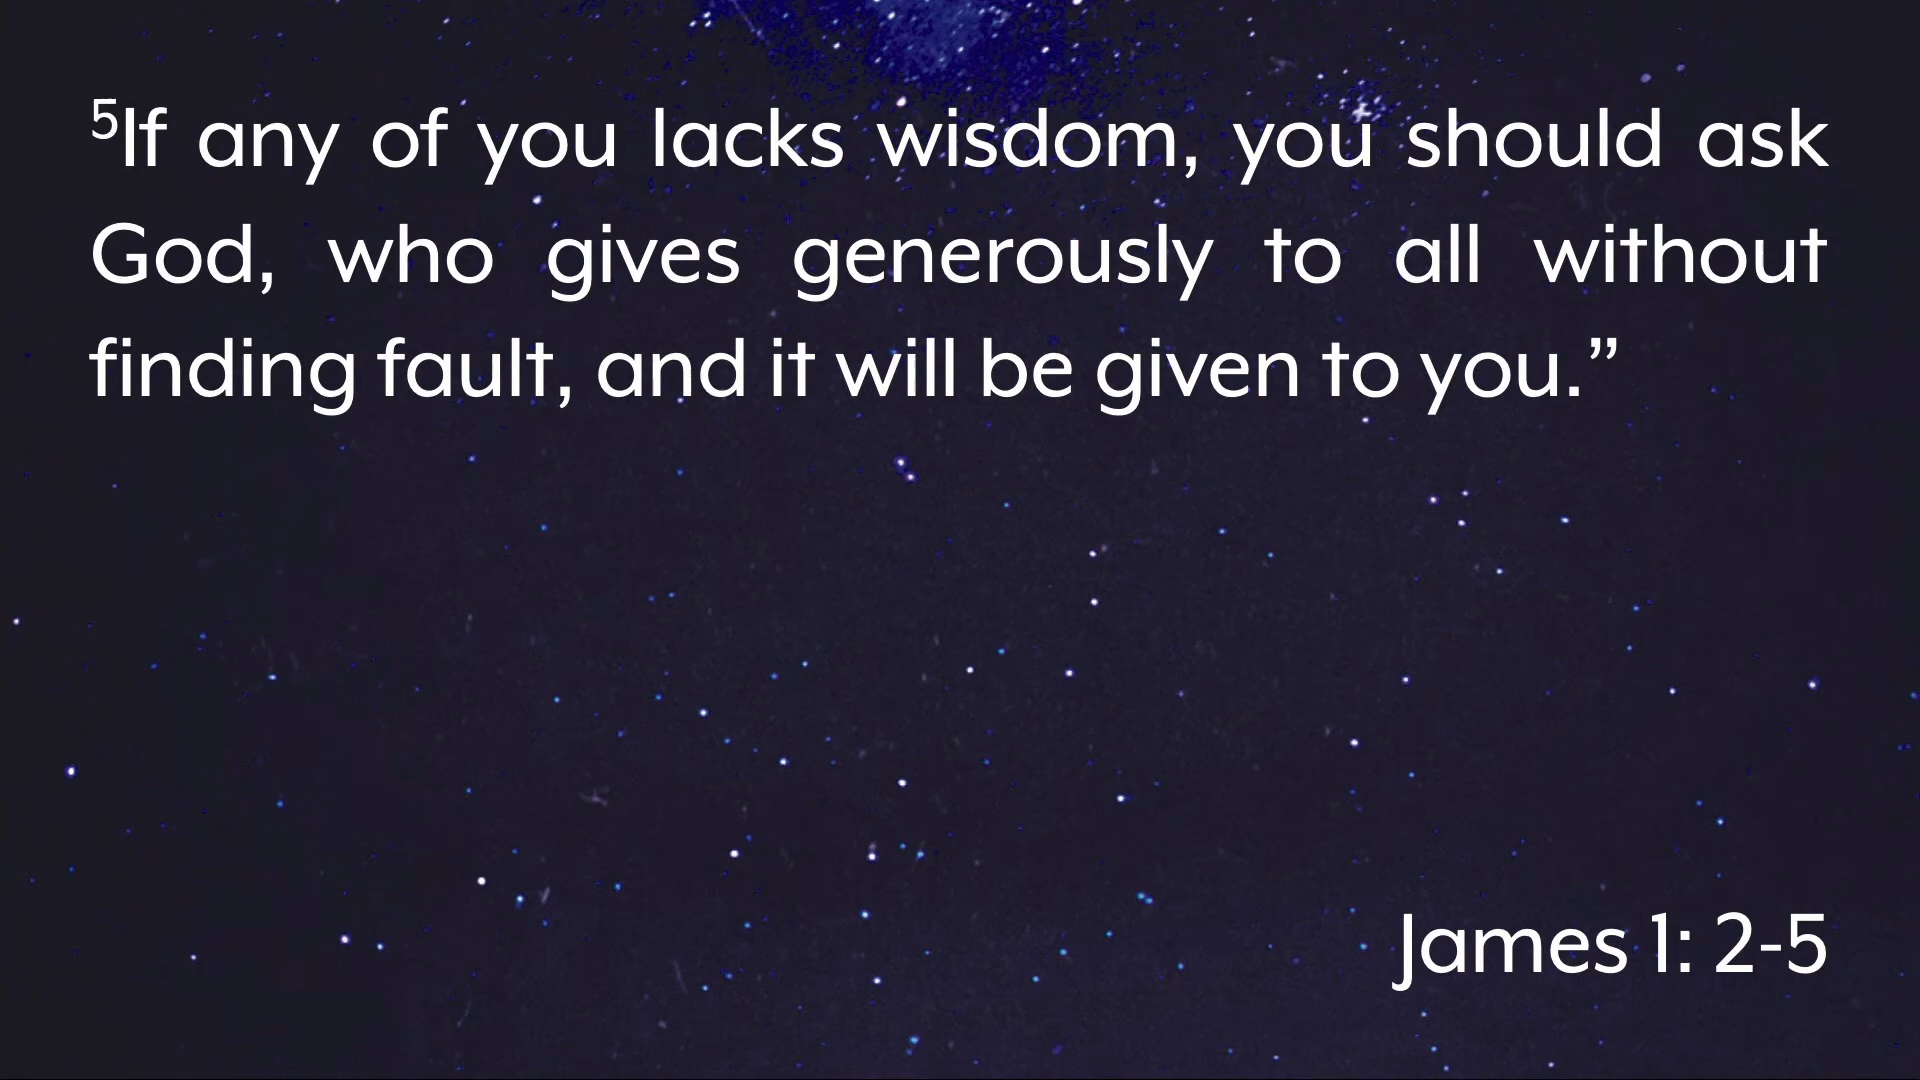 ⁵If any of you lacks wisdom, you should ask
God, who gives generously to all without
finding fault, and it will be given to you.”
James 1: 2-5